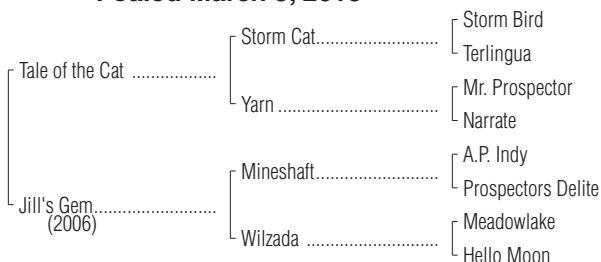 Foaled March 3, 2013
Storm Bird
Storm Cat
Terlingua
Tale of the Cat
Mr. Prospector
Yarn
Narrate
A.P. Indy
Mineshaft
Prospectors Delite
Jill's Gem
(2006)
Meadowlake
Wilzada
Hello Moon